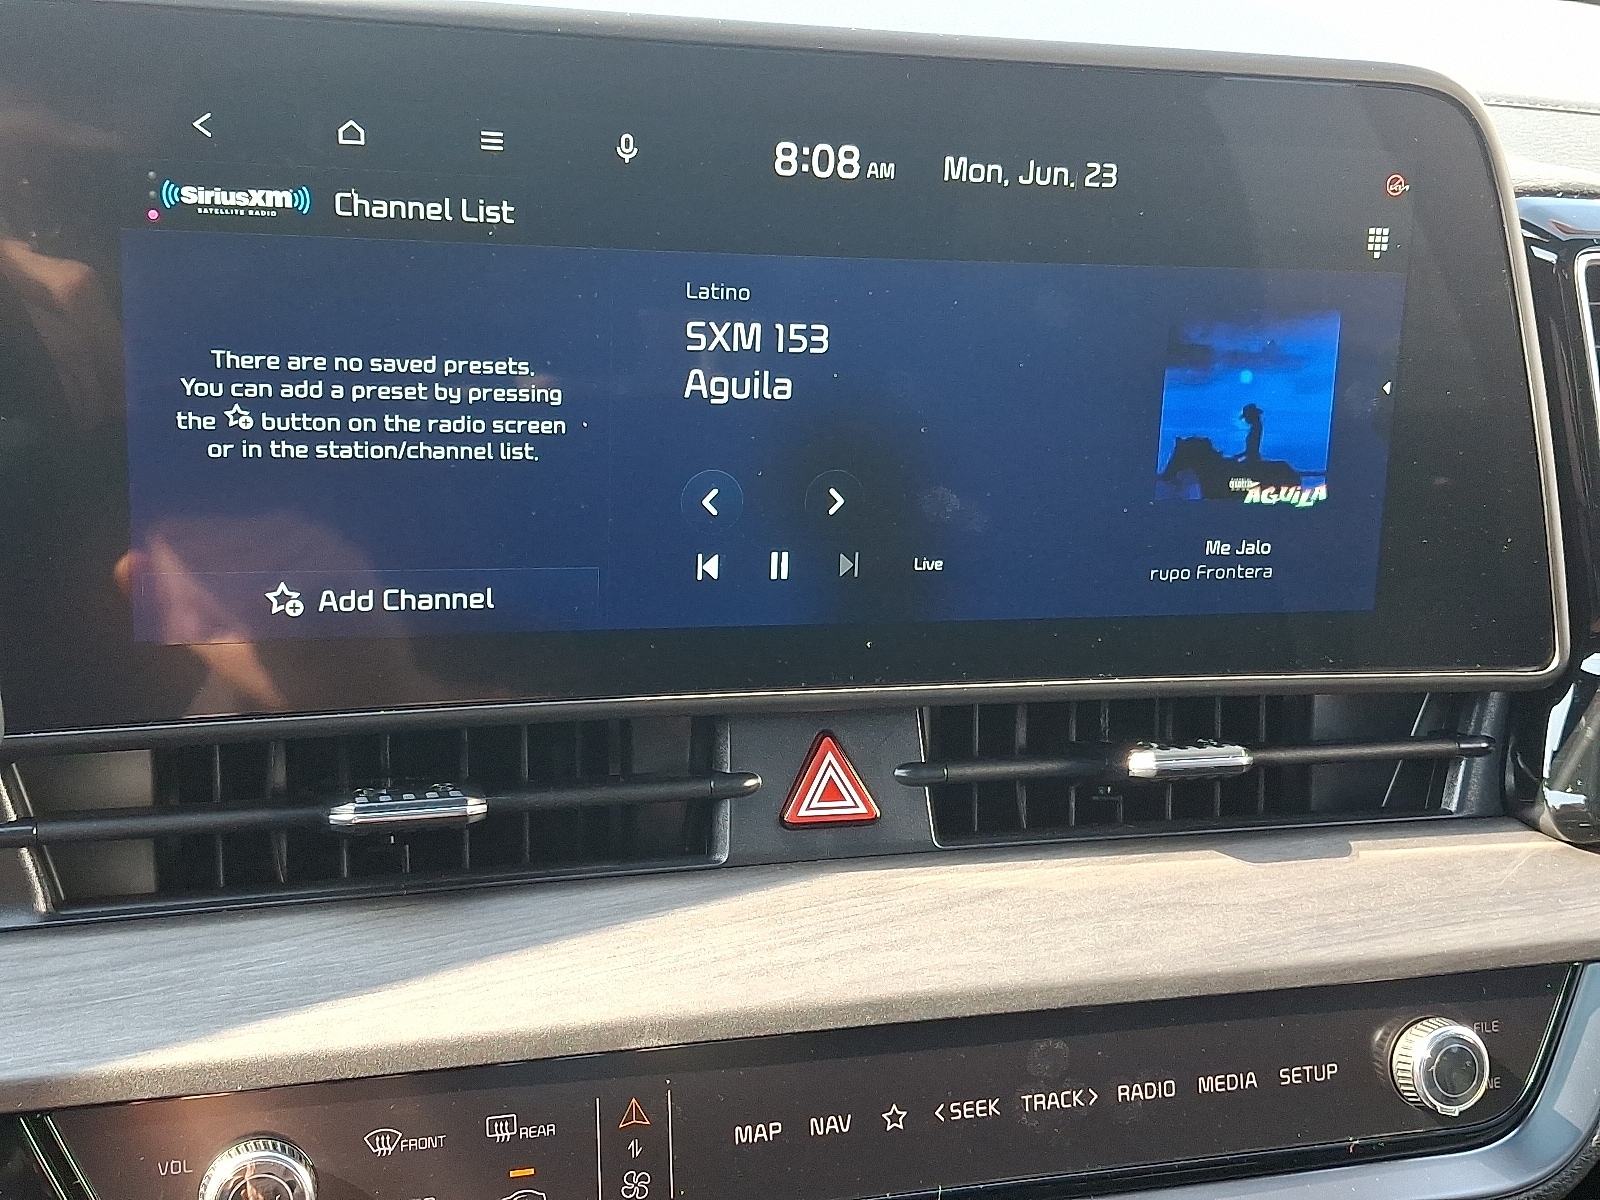 8:08 AM Mon, Jun. 23
SiriusXM
SATELLITE RADIO
Channel List
There are no saved presets.
You can add a preset by pressing
the button on the radio screen
or in the station/channel list.
Add Channel
Latino
SXM 153
Aguila
Live
AGUILA
Me Jalo
rupo Frontera
VOL
FRONT
REAR
MAP NAV <SEEK TRACK> RADIO MEDIA SETUP
FILE
NE